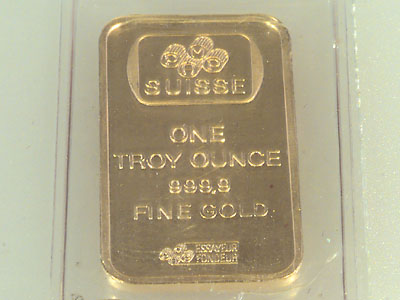 SUISSE
ONE
TROY OUNCE
999,9
FINE GOLD
ESSAYEUR
FONDEUR